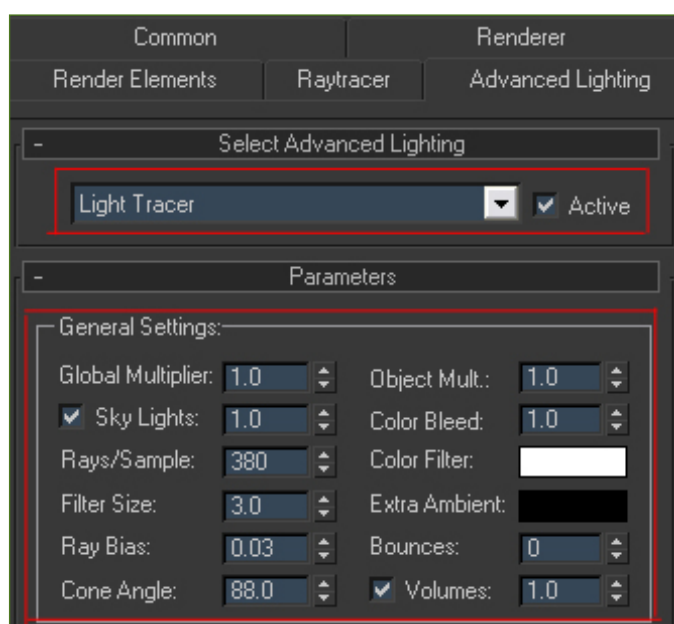 Common Renderer
Render Elements Raytracer Advanced Lighting
- Select Advanced Lighting
Light Tracer Active
- Parameters
General Settings:
Global Multiplier: 1.0 Object Mult.: 1.0
Sky Lights: 1.0 Color Bleed: 1.0
Rays/Sample: 380 Color Filter:
Filter Size: 3.0 Extra Ambient:
Ray Bias: 0.03 Bounces: 0
Cone Angle: 88.0 Volumes: 1.0